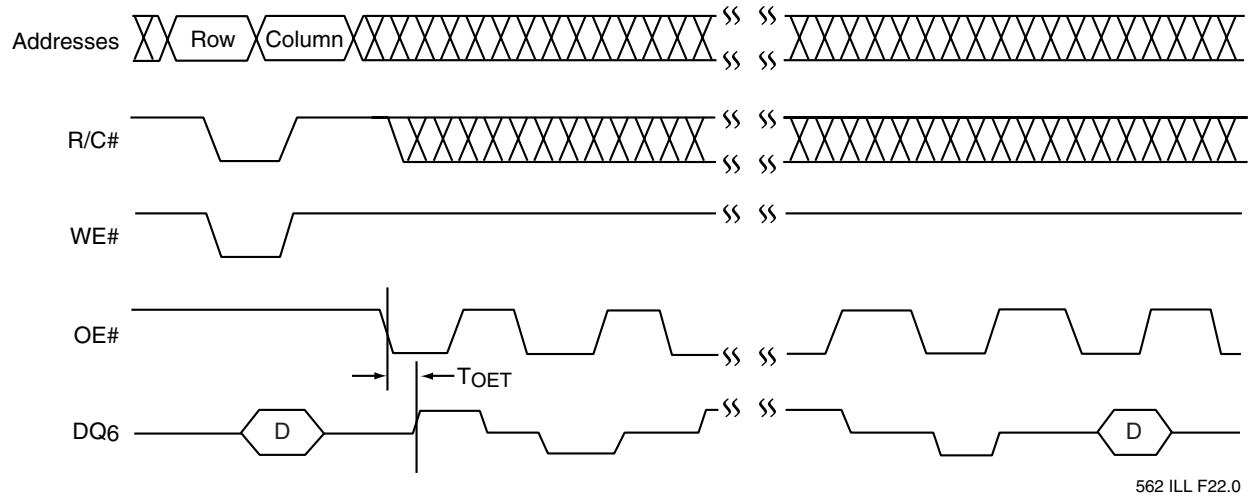 Addresses
Row
Column
R/C#
WE#
OE#
TOET
DQ6
D
D
562 ILL F22.0